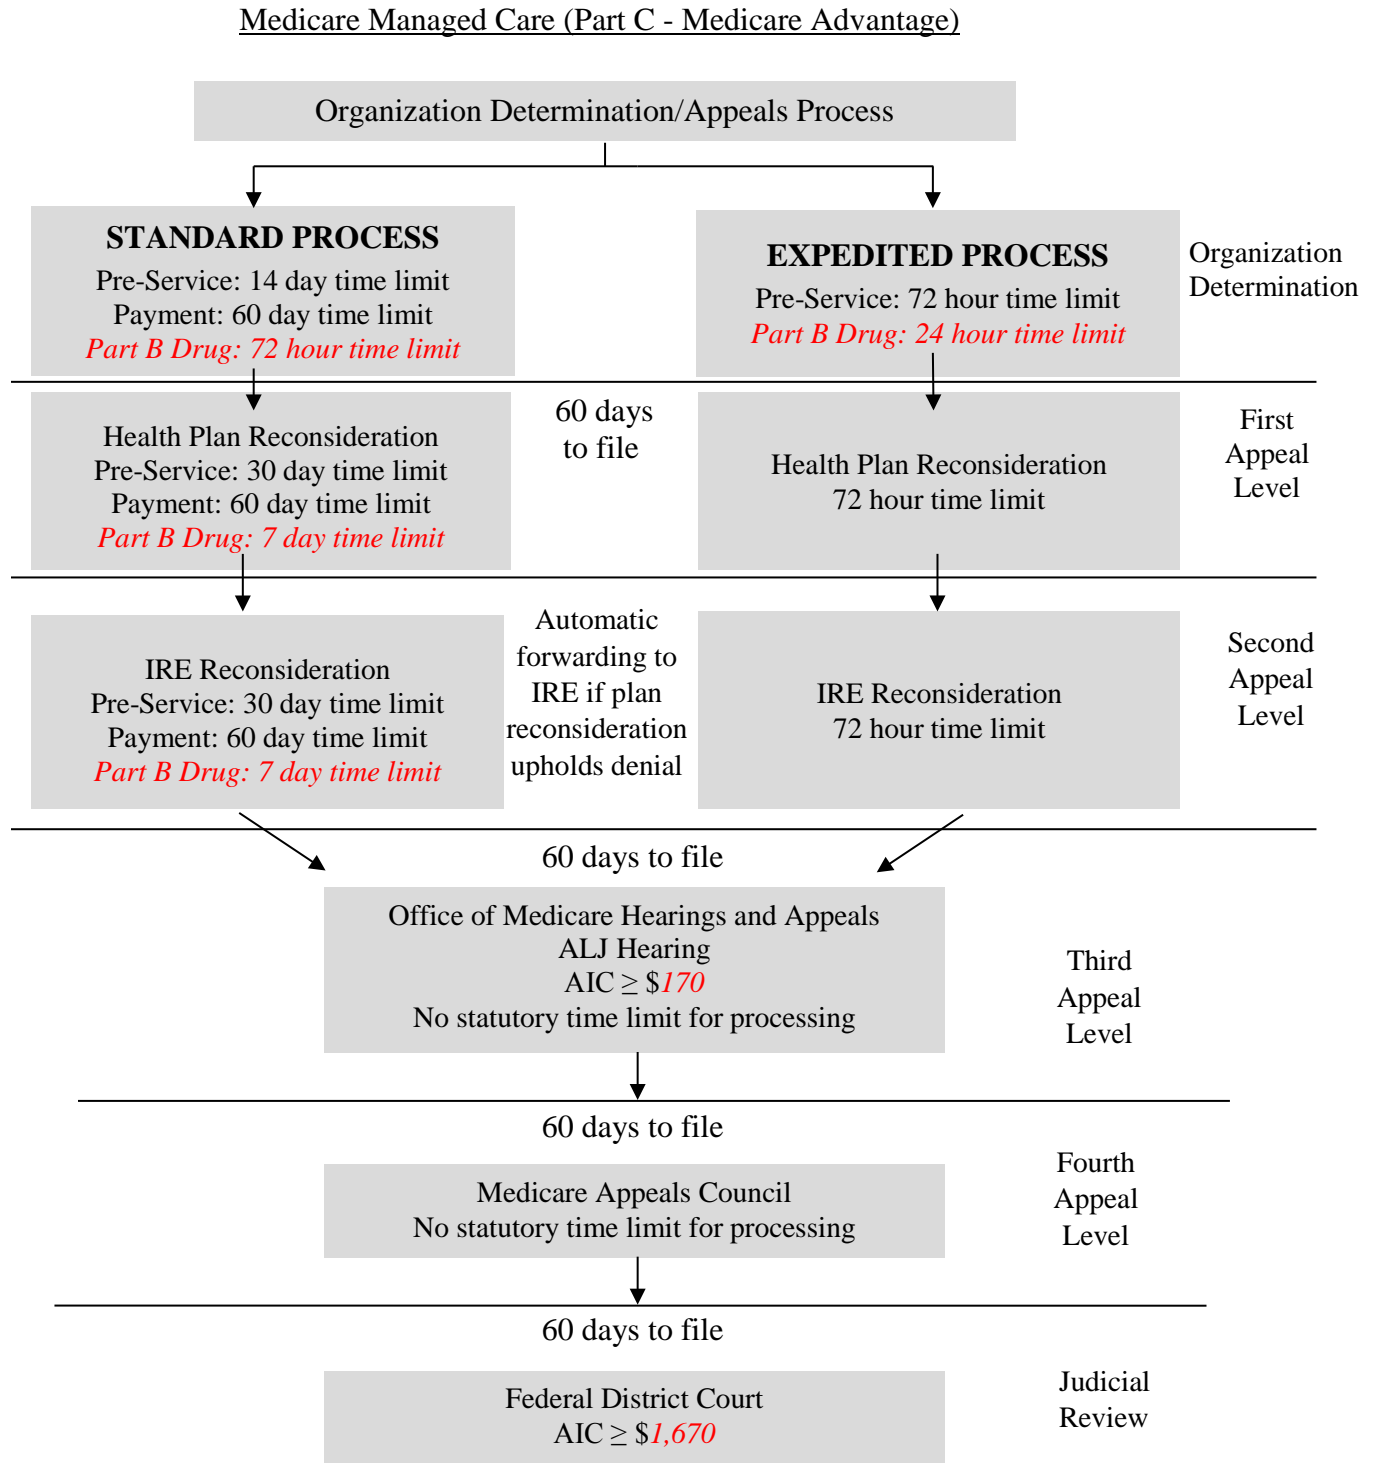 Medicare Managed Care (Part C - Medicare Advantage)
Organization Determination/Appeals Process
STANDARD PROCESS
Pre-Service: 14 day time limit
Payment: 60 day time limit
Part B Drug: 72 hour time limit
EXPEDITED PROCESS
Pre-Service: 72 hour time limit
Part B Drug: 24 hour time limit
Organization
Determination
Health Plan Reconsideration
Pre-Service: 30 day time limit
Payment: 60 day time limit
Part B Drug: 7 day time limit
60 days
to file
Health Plan Reconsideration
72 hour time limit
First
Appeal
Level
IRE Reconsideration
Pre-Service: 30 day time limit
Payment: 60 day time limit
Part B Drug: 7 day time limit
Automatic
forwarding to
IRE if plan
reconsideration
upholds denial
IRE Reconsideration
72 hour time limit
Second
Appeal
Level
60 days to file
Office of Medicare Hearings and Appeals
ALJ Hearing
AIC ≥ $170
No statutory time limit for processing
Third
Appeal
Level
60 days to file
Medicare Appeals Council
No statutory time limit for processing
Fourth
Appeal
Level
60 days to file
Federal District Court
AIC ≥ $1,670
Judicial
Review